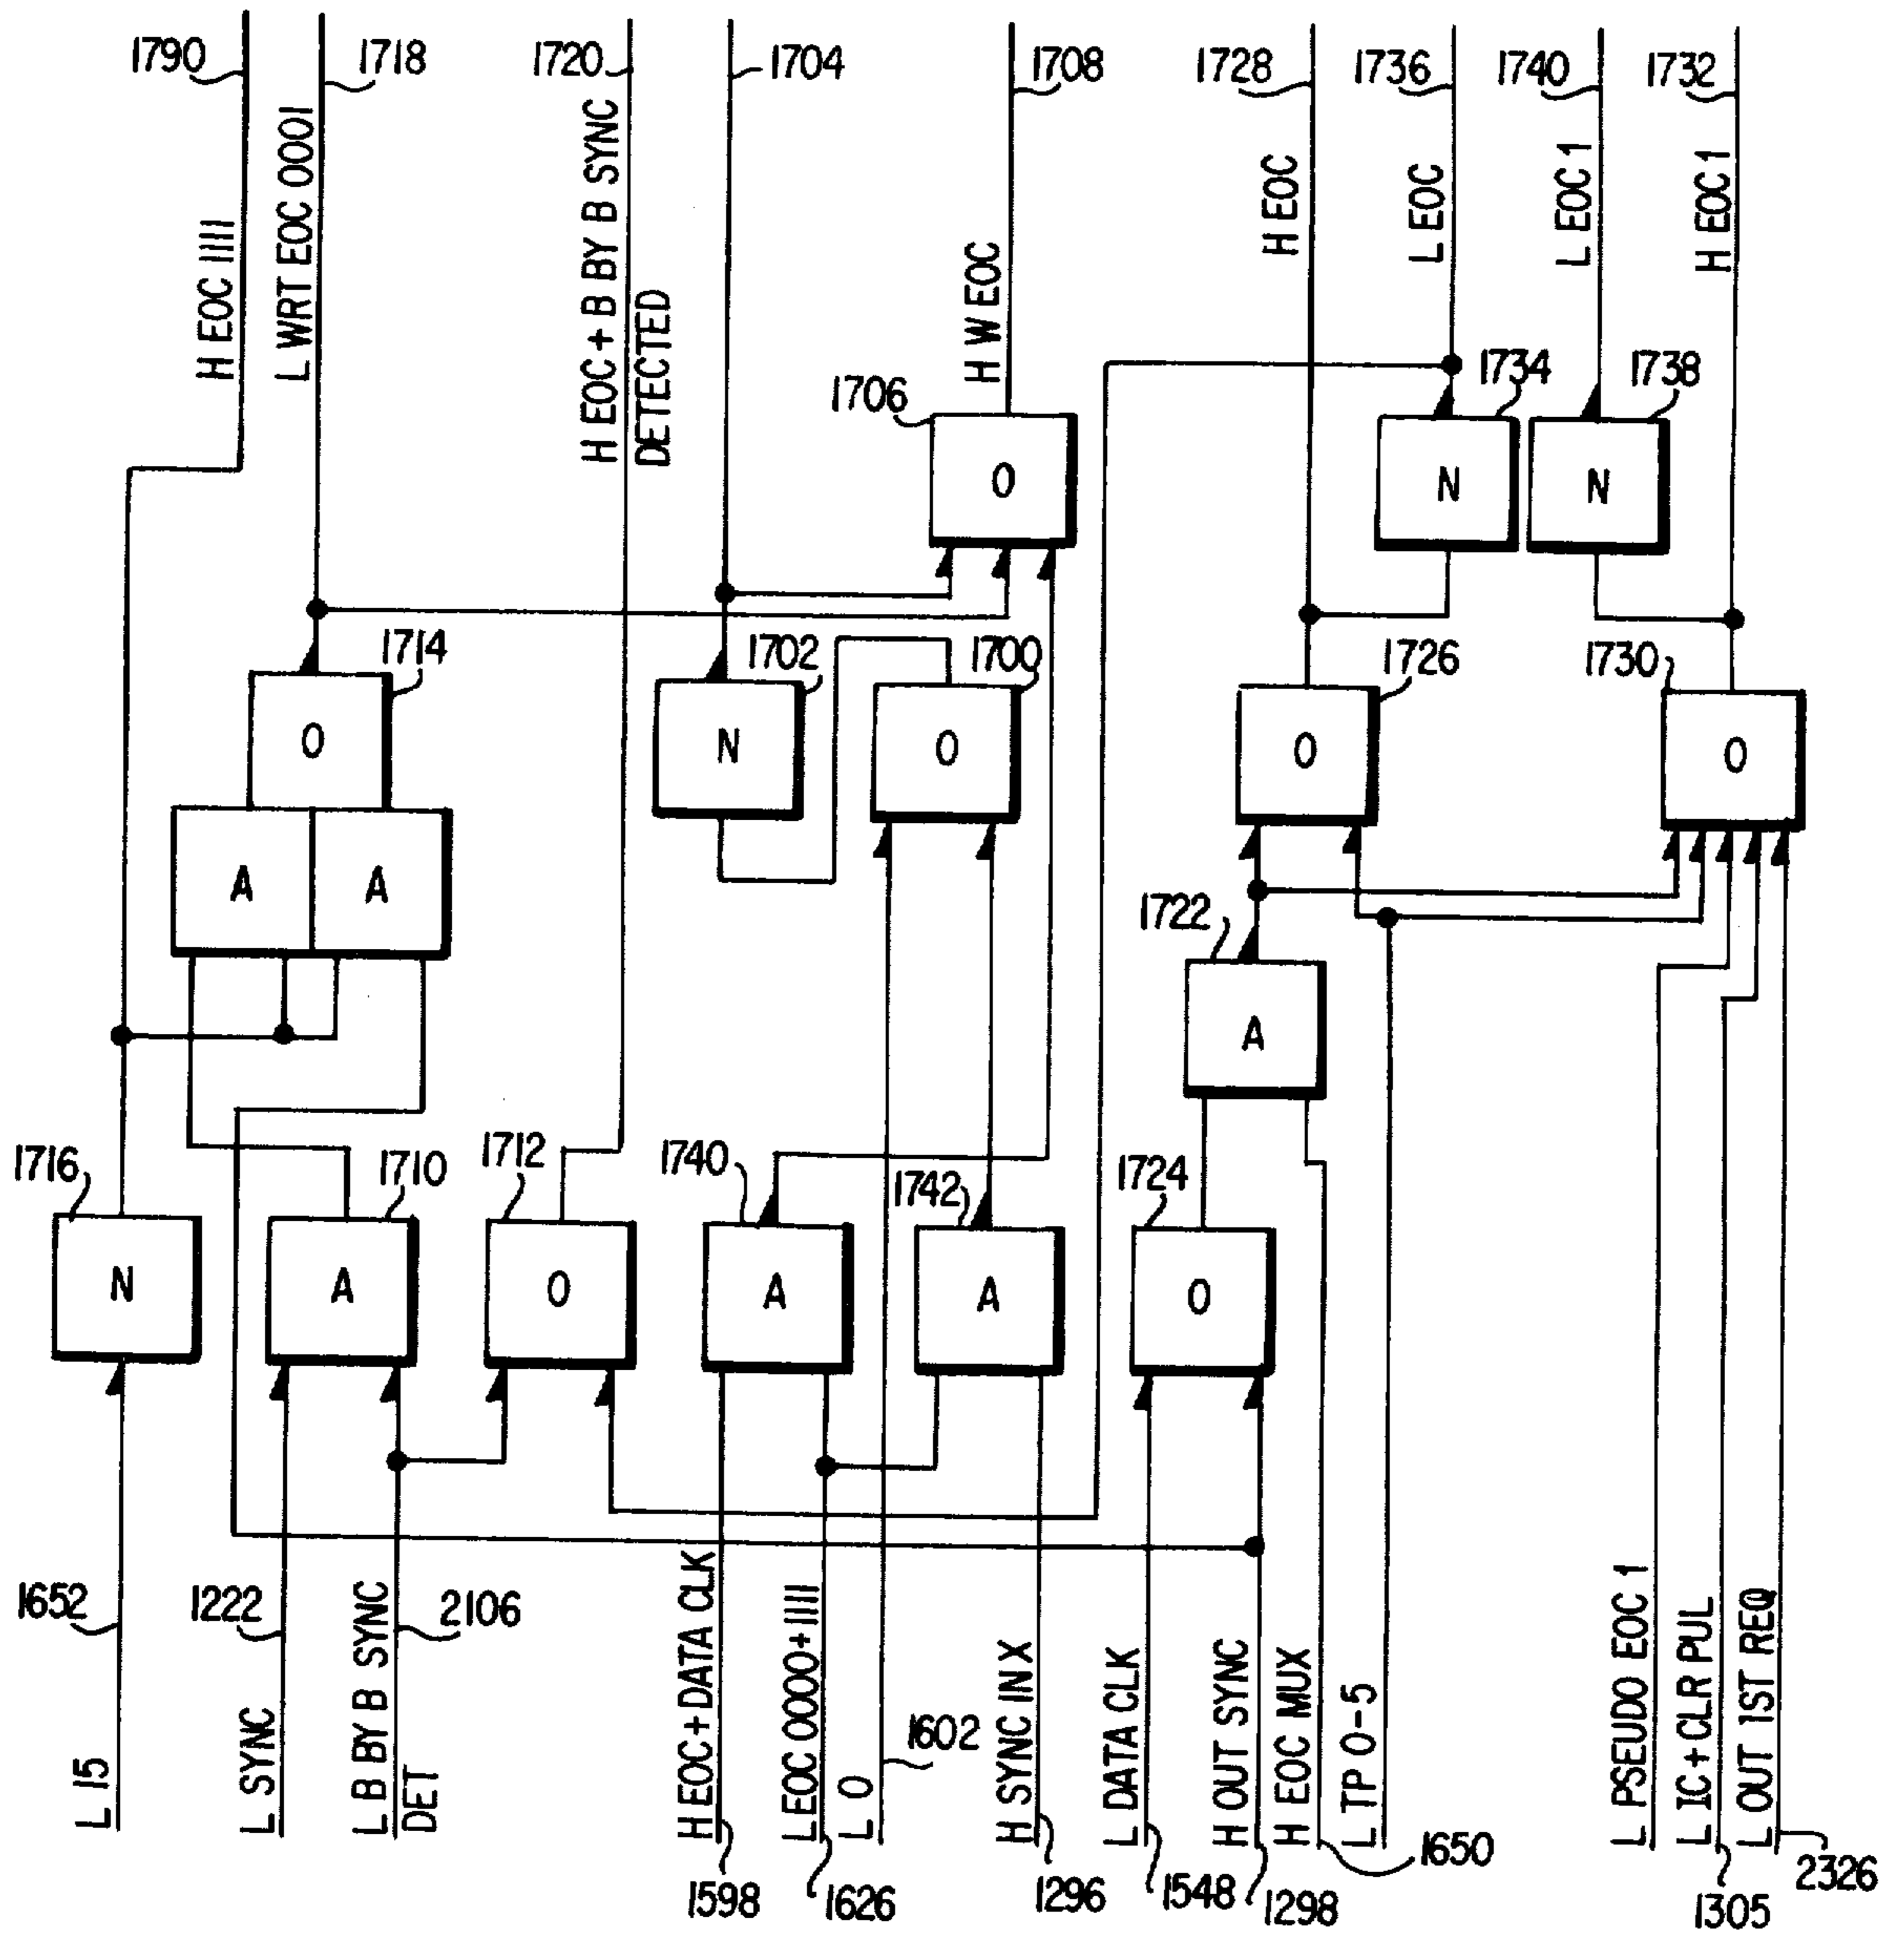 1790
1718
1720
1704
1708
1728
1736
1740
1732
H EOC 1111
L WRT EOC 0001
H EOC + B BY B SYNC
DETECTED
H W EOC
H EOC
L EOC
L EOC 1
H EOC 1
1706
1734
1738
O
N
N
1714
1702
1700
1726
1730
O
N
O
O
O
A
A
1722
A
1716
1710
1712
1740
1742
1724
N
A
O
A
A
O
1652
1222
2106
1602
L 15
L SYNC
L B BY B SYNC
DET
H EOC+DATA CLK
L EOC 0000+1111
L O
H SYNC IN X
L DATA CLK
H OUT SYNC
H EOC MUX
L TP 0-5
L PSEUDO EOC 1
L IC+CLR PUL
L OUT 1ST REQ
1598
1626
1296
1548
1298
1650
1305
2326